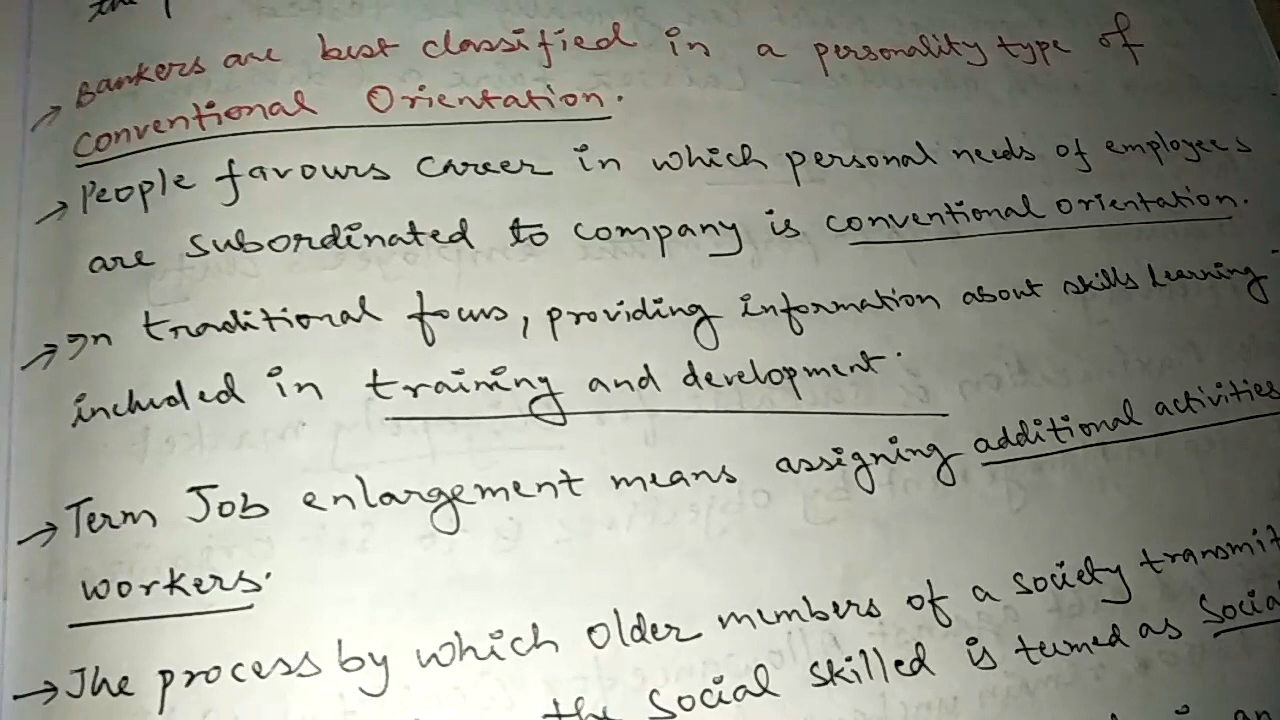 the
→ Bankers are best classified in a personality type of
conventional Orientation.
→ People favours career in which personal needs of employees
are subordinated to company is conventional orientation.
→ In traditional focus, providing information about skills learning
included in training and development.
→ Term Job enlargement means assigning additional activities
workers.
→ The process by which older members of a society transmit
the social skilled is termed as Socia